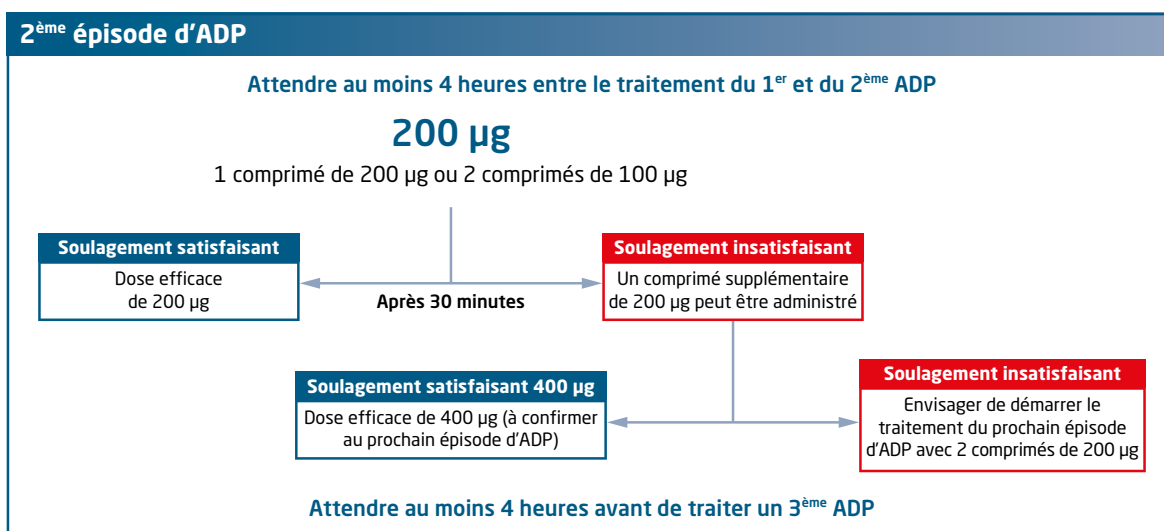 2ème épisode d'ADP
Attendre au moins 4 heures entre le traitement du 1er et du 2ème ADP
200 µg
1 comprimé de 200 µg ou 2 comprimés de 100 µg
Soulagement satisfaisant
Dose efficace
de 200 µg
Après 30 minutes
Soulagement insatisfaisant
Un comprimé supplémentaire
de 200 µg peut être administré
Soulagement satisfaisant 400 µg
Dose efficace de 400 µg (à confirmer
au prochain épisode d'ADP)
Soulagement insatisfaisant
Envisager de démarrer le
traitement du prochain épisode
d'ADP avec 2 comprimés de 200 µg
Attendre au moins 4 heures avant de traiter un 3ème ADP